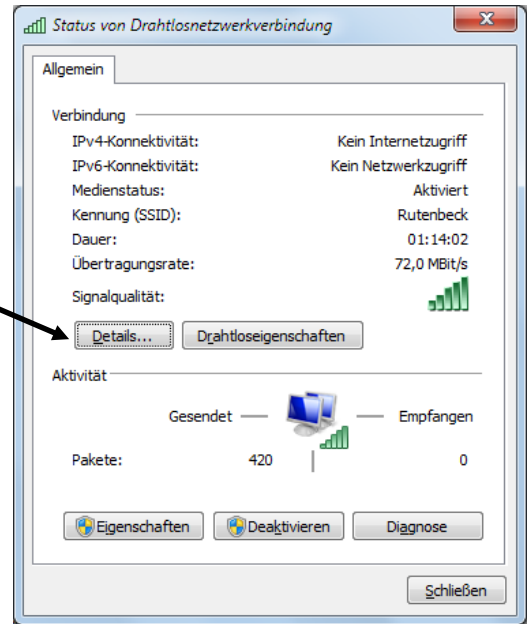 Status von Drahtlosnetzwerkverbindung
Allgemein
Verbindung
IPv4-Konnektivität: Kein Internetzugriff
IPv6-Konnektivität: Kein Netzwerkzugriff
Medienstatus: Aktiviert
Kennung (SSID): Rutenbeck
Dauer: 01:14:02
Übertragungsrate: 72,0 MBit/s
Signalqualität:
Details... Drahtloseigenschaften
Aktivität
Gesendet Empfangen
Pakete: 420 0
Eigenschaften Deaktivieren Diagnose
Schließen